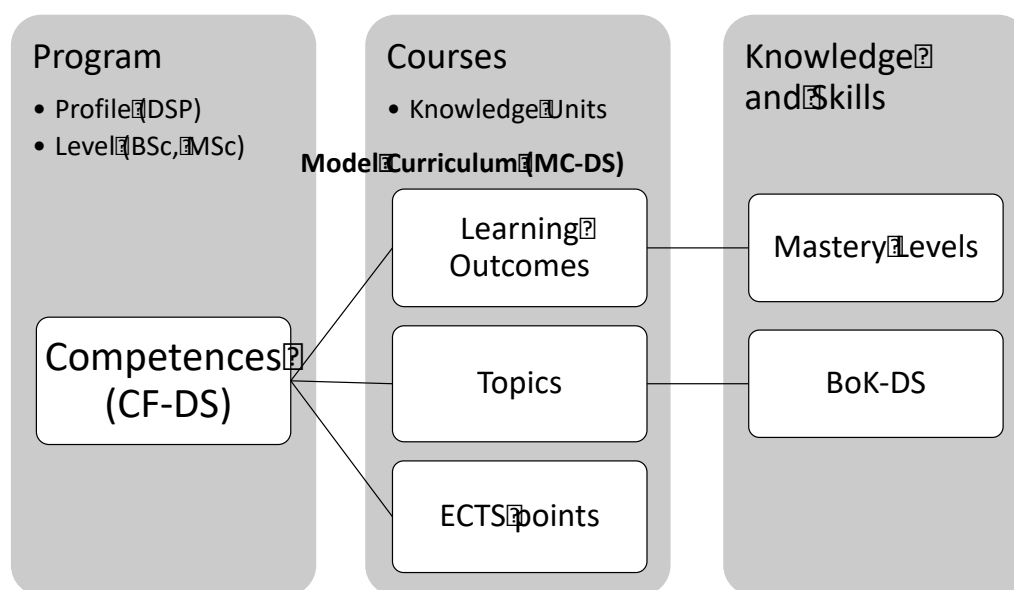 Program
• Profile⍰(DSP)
• Level⍰(BSc,⍰MSc)
Competences⍰
(CF-DS)
Courses
• Knowledge⍰Units
Model⍰Curriculum⍰(MC-DS)
Learning⍰
Outcomes
Topics
ECTS⍰points
Knowledge⍰
and⍰Skills
Mastery⍰Levels
BoK-DS